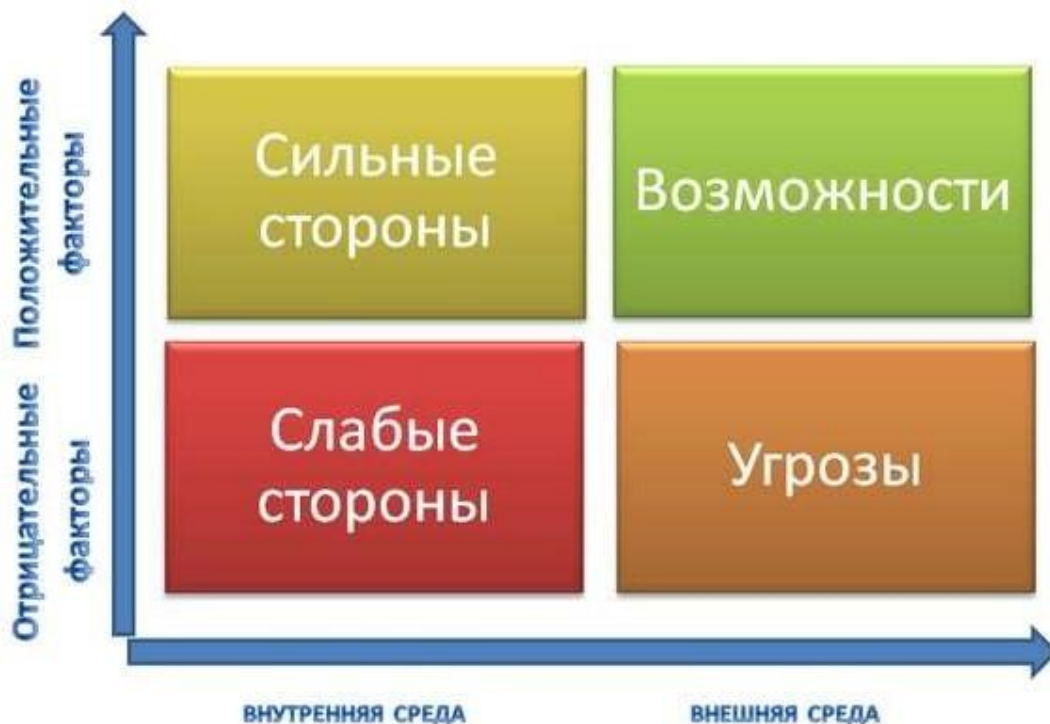 Положительные
факторы
Сильные
стороны
Возможности
Отрицательные
факторы
Слабые
стороны
Угрозы
ВНУТРЕННЯЯ СРЕДА
ВНЕШНЯЯ СРЕДА